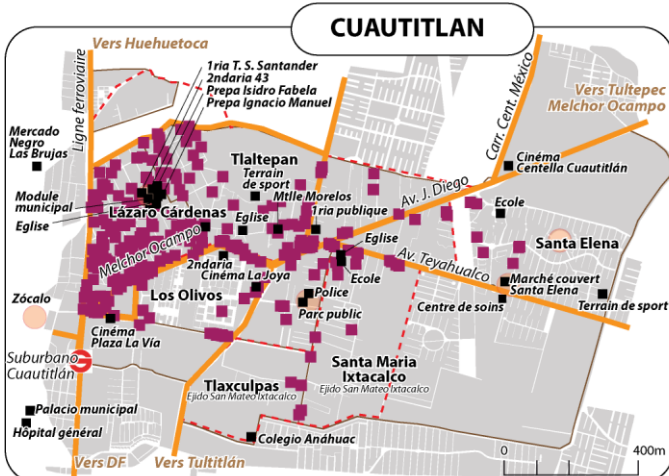 CUAUTITLAN
Vers Huehuetoca
Ligne ferroviaire
1ria T. S. Santander
2ndaria 43
Prepa Isidro Fabela
Prepa Ignacio Manuel
Carr. Cent. México
Vers Tultepec
Melchor Ocampo
Mercado
Negro
Las Brujas
Tlaltepan
Terrain
de sport
Cinéma
Centella Cuautitlán
Module
municipal
Eglise
Lázaro Cárdenas
Mtlle Morelos
1ria publique
Av. J. Diego
Ecole
Eglise
Melchor Ocampo
Eglise
Santa Elena
2ndaria
Cinéma La Joya
Ecole
Av. Teyahualco
Zócalo
Los Olivos
Police
Parc public
Marché couvert
Santa Elena
Centre de soins
Terrain de sport
Cinéma
Plaza La Vía
Suburbano
Cuautitlán
Santa Maria
Ixtacalco
Ejido San Mateo Ixtacalco
Tlaxculpas
Ejido San Mateo Ixtacalco
Palacio municipal
Hôpital général
Colegio Anáhuac
Vers DF
Vers Tultitlán
0
400m